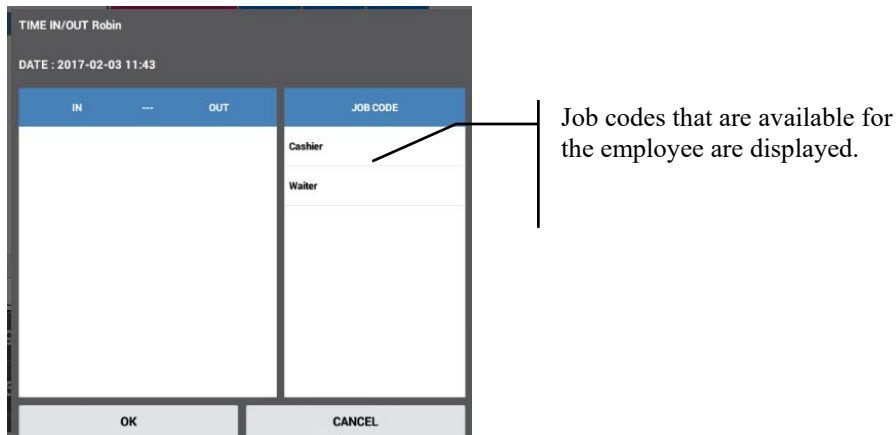 TIME IN/OUT Robin
DATE : 2017-02-03 11:43
IN --- OUT
JOB CODE
Cashier
Waiter
OK
CANCEL
Job codes that are available for
the employee are displayed.